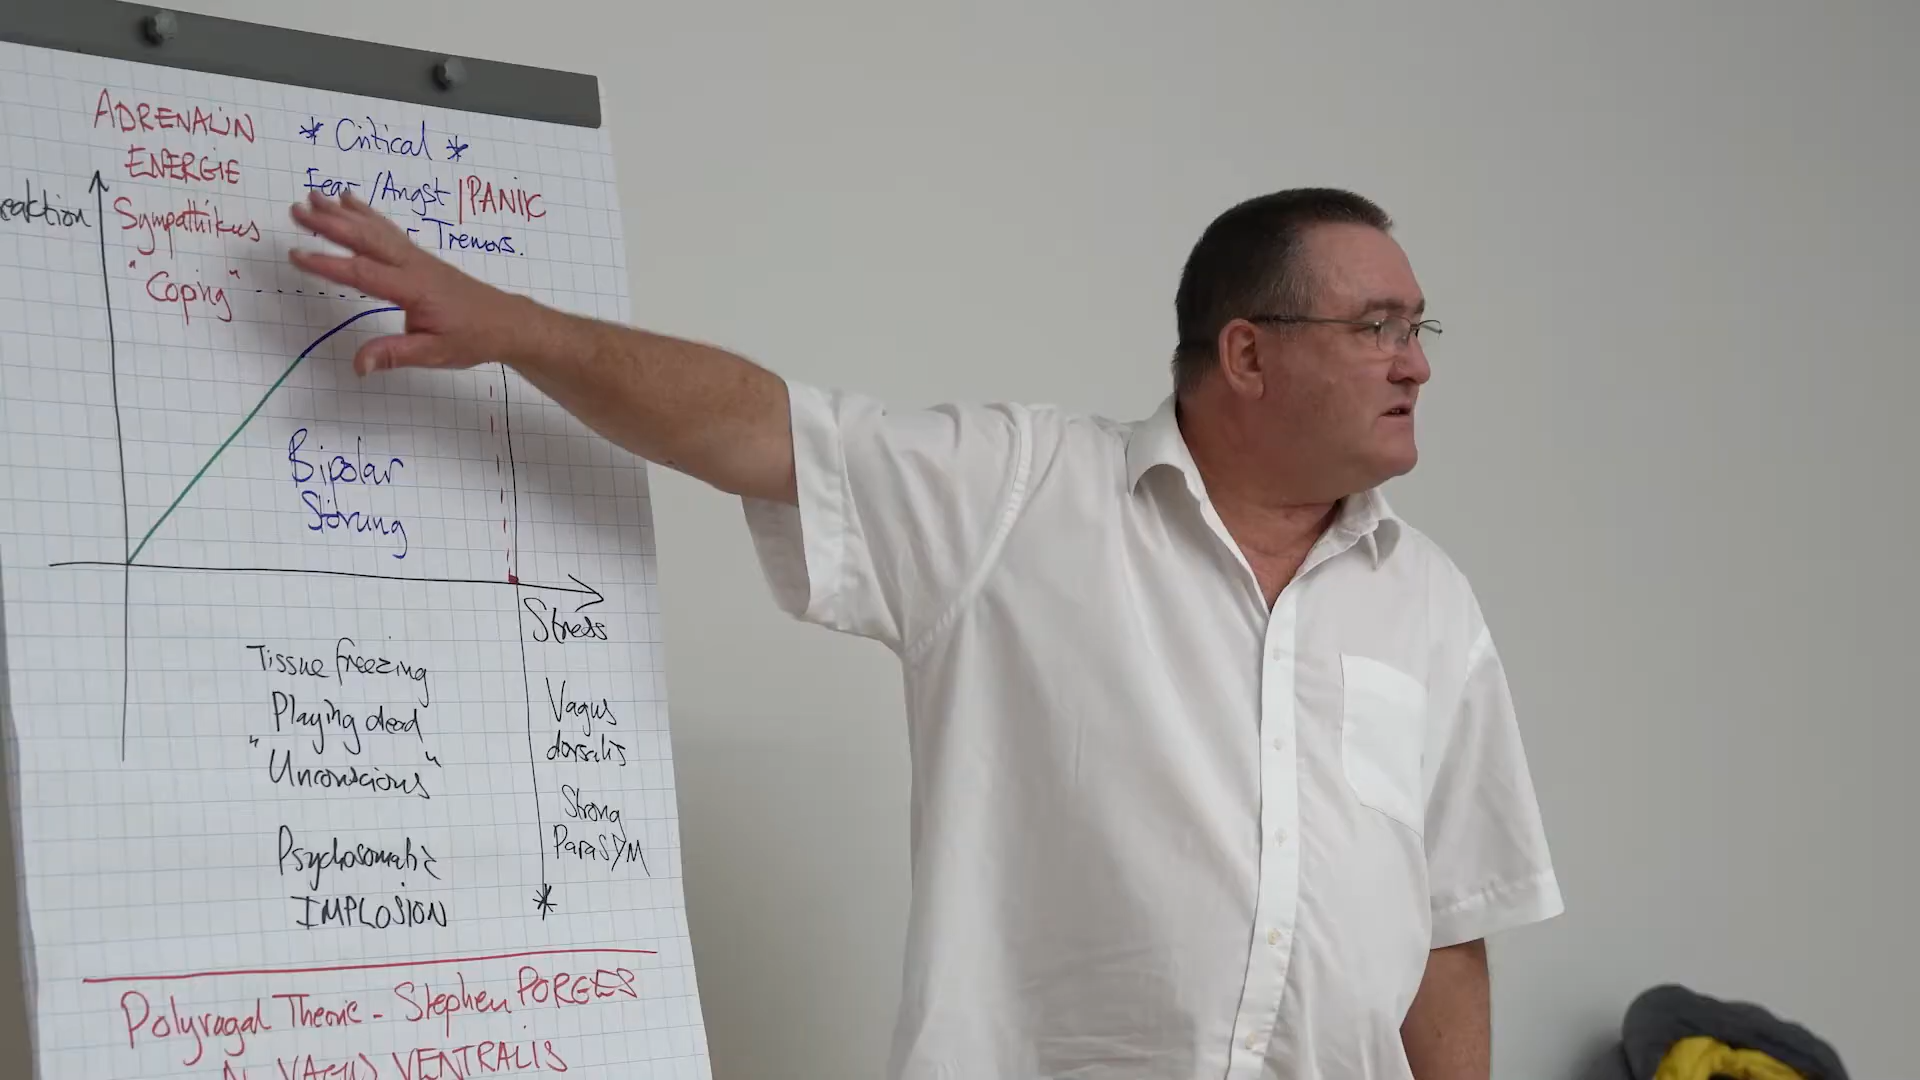 ADRENALIN
ENERGIE
Sympathikus
"Coping"
* Critical *
Fear/Angst/PANIK
Tremors.
eaktion
Bipolar
Störung
Stress
Tissue freezing
Playing dead
"Unconscious"
Psychosomatic
IMPLOSION
Vagus
dorsalis
Strong
ParaSYM
*
Polyvagal Theorie - Stephen PORGES
N. VAGUS VENTRALIS